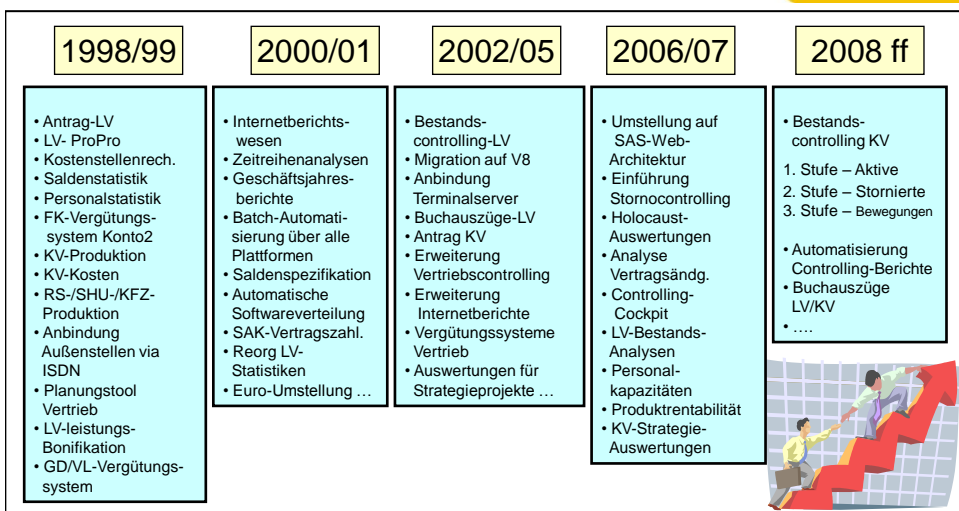 1998/99
• Antrag-LV
• LV- ProPro
• Kostenstellenrech.
• Saldenstatistik
• Personalstatistik
• FK-Vergütungs-
system Konto2
• KV-Produktion
• KV-Kosten
• RS-/SHU-/KFZ-
Produktion
• Anbindung
Außenstellen via
ISDN
• Planungstool
Vertrieb
• LV-leistungs-
Bonifikation
• GD/VL-Vergütungs-
system
2000/01
• Internetberichts-
wesen
• Zeitreihenanalysen
• Geschäftsjahres-
berichte
• Batch-Automati-
sierung über alle
Plattformen
• Saldenspezifikation
• Automatische
Softwareverteilung
• SAK-Vertragszahl.
• Reorg LV-
Statistiken
• Euro-Umstellung …
2002/05
• Bestands-
controlling-LV
• Migration auf V8
• Anbindung
Terminalserver
• Buchauszüge-LV
• Antrag KV
• Erweiterung
Vertriebscontrolling
• Erweiterung
Internetberichte
• Vergütungssysteme
Vertrieb
• Auswertungen für
Strategieprojekte …
2006/07
• Umstellung auf
SAS-Web-
Architektur
• Einführung
Stornocontrolling
• Holocaust-
Auswertungen
• Analyse
Vertragsändg.
• Controlling-
Cockpit
• LV-Bestands-
Analysen
• Personal-
kapazitäten
• Produktrentabilität
• KV-Strategie-
Auswertungen
2008 ff
• Bestands-
controlling KV
1. Stufe – Aktive
2. Stufe – Stornierte
3. Stufe – Bewegungen
• Automatisierung
Controlling-Berichte
• Buchauszüge
LV/KV
• ….